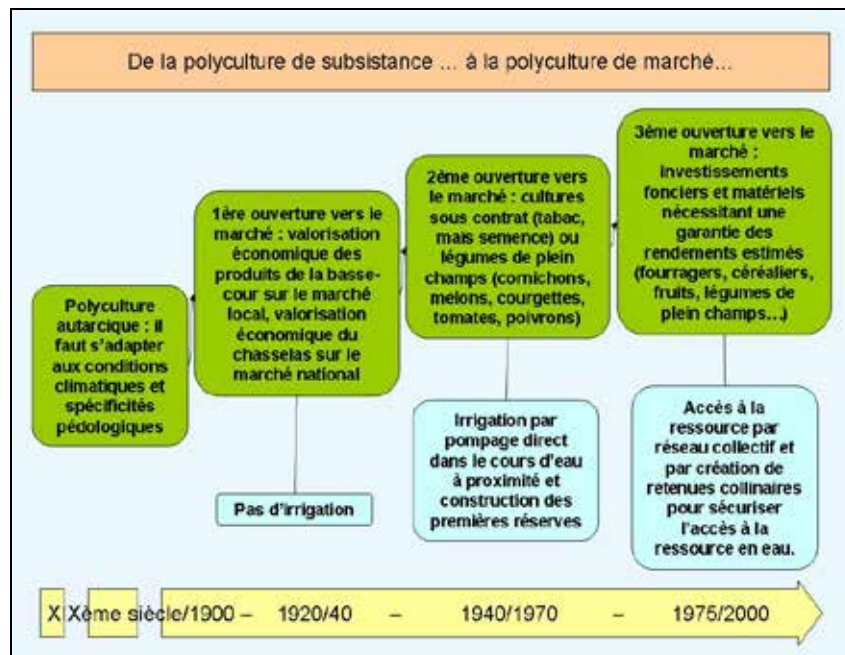 De la polyculture de subsistance … à la polyculture de marché…
Polyculture
autarcique : il
faut s'adapter
aux conditions
climatiques et
spécificités
pédologiques
1ère ouverture vers le
marché : valorisation
économique des
produits de la basse-
cour sur le marché
local, valorisation
économique du
chasselas sur le
marché national
Pas d'irrigation
2ème ouverture vers
le marché : cultures
sous contrat (tabac,
maïs semence) ou
légumes de plein
champs (cornichons,
melons, courgettes,
tomates, poivrons)
Irrigation par
pompage direct
dans le cours d'eau
à proximité et
construction des
premières réserves
3ème ouverture vers le
marché :
investissements
fonciers et matériels
nécessitant une
garantie des
rendements estimés
(fourragers, céréaliers,
fruits, légumes de
plein champs…)
Accès à la
ressource par
réseau collectif et
par création de
retenues collinaires
pour sécuriser
l'accès à la
ressource en eau.
X Xème siècle/1900 – 1920/40 – 1940/1970 – 1975/2000